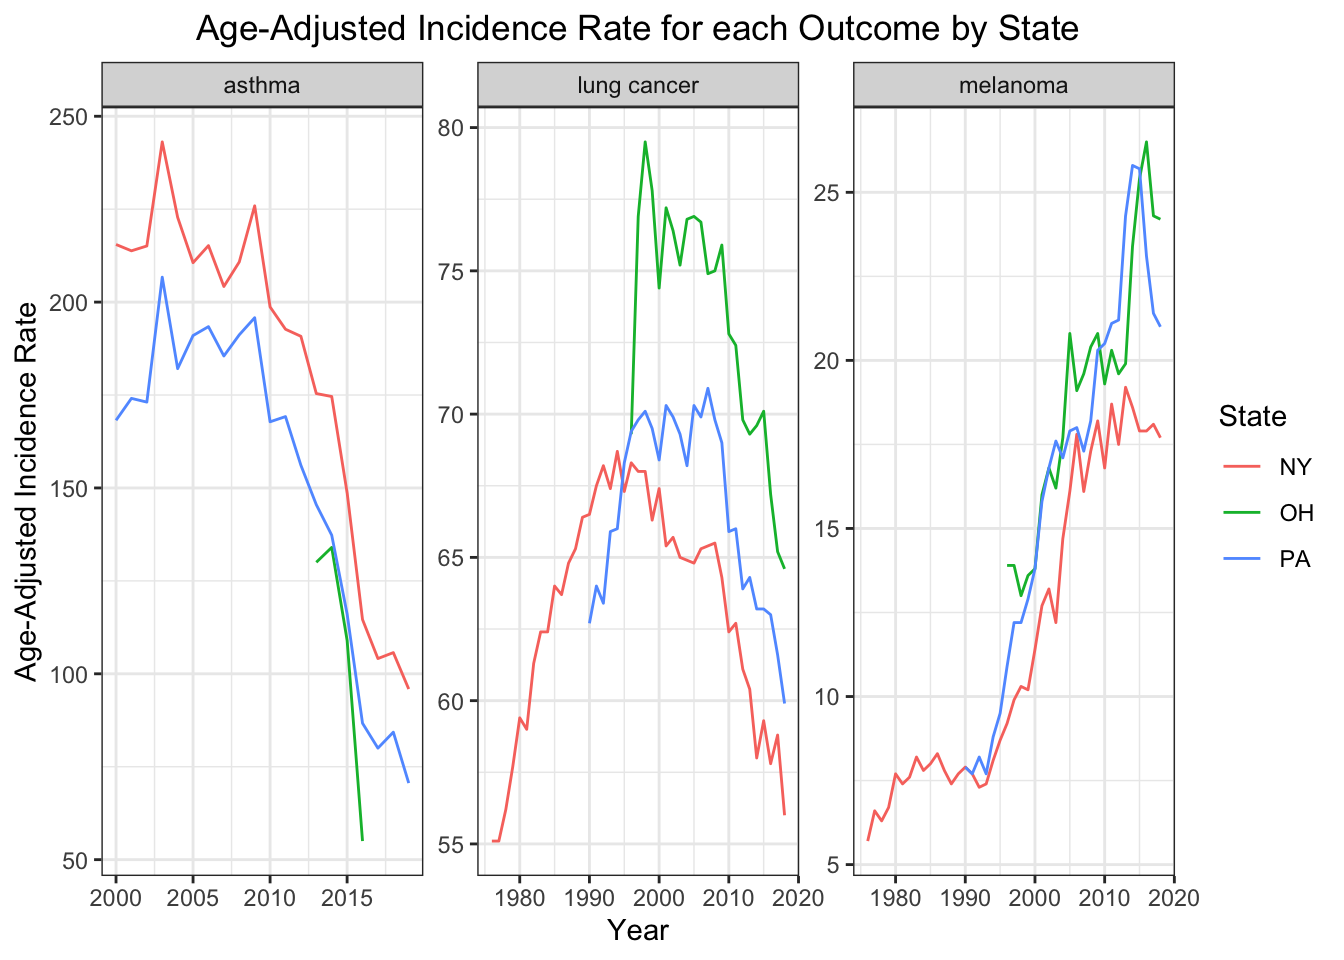 Age-Adjusted Incidence Rate for each Outcome by State
asthma
lung cancer
melanoma
Age-Adjusted Incidence Rate
250
200
150
100
50
80
75
70
65
60
55
25
20
15
10
5
2000 2005 2010 2015
1980 1990 2000 2010 2020
1980 1990 2000 2010 2020
Year
State
NY
OH
PA